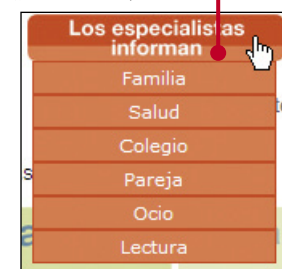 Los especialistas
informan
Familia
Salud
Colegio
Pareja
Ocio
Lectura